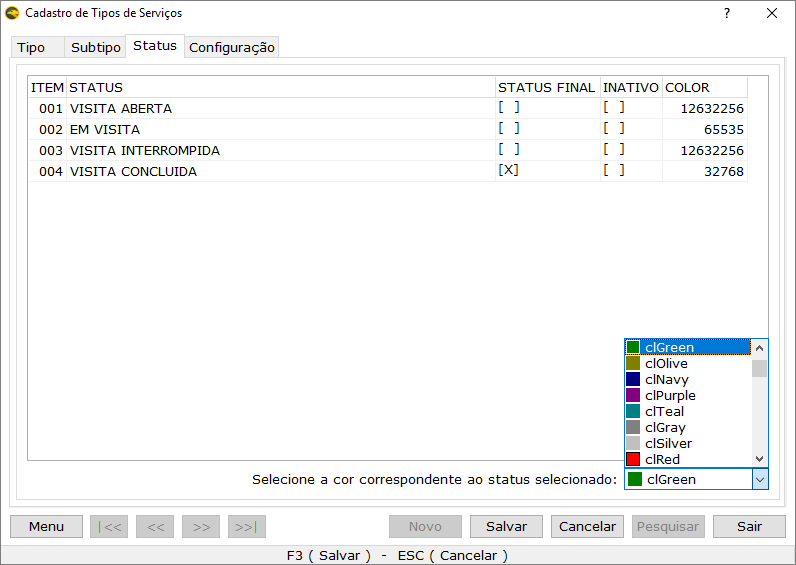 Cadastro de Tipos de Serviços ?
Tipo Subtipo Status Configuração
ITEM STATUS STATUS FINAL INATIVO COLOR
001 VISITA ABERTA [ ] [ ] 12632256
002 EM VISITA [ ] [ ] 65535
003 VISITA INTERROMPIDA [ ] [ ] 12632256
004 VISITA CONCLUIDA [X] [ ] 32768
clGreen
clOlive
clNavy
clPurple
clTeal
clGray
clSilver
clRed
Selecione a cor correspondente ao status selecionado: clGreen
Menu |<< << >> >>| Novo Salvar Cancelar Pesquisar Sair
F3 ( Salvar ) - ESC ( Cancelar )